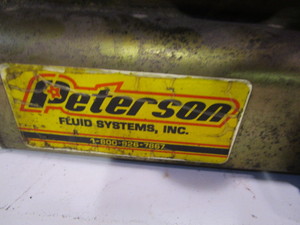 Peterson
FLUID SYSTEMS, INC.
1-800-926-7867